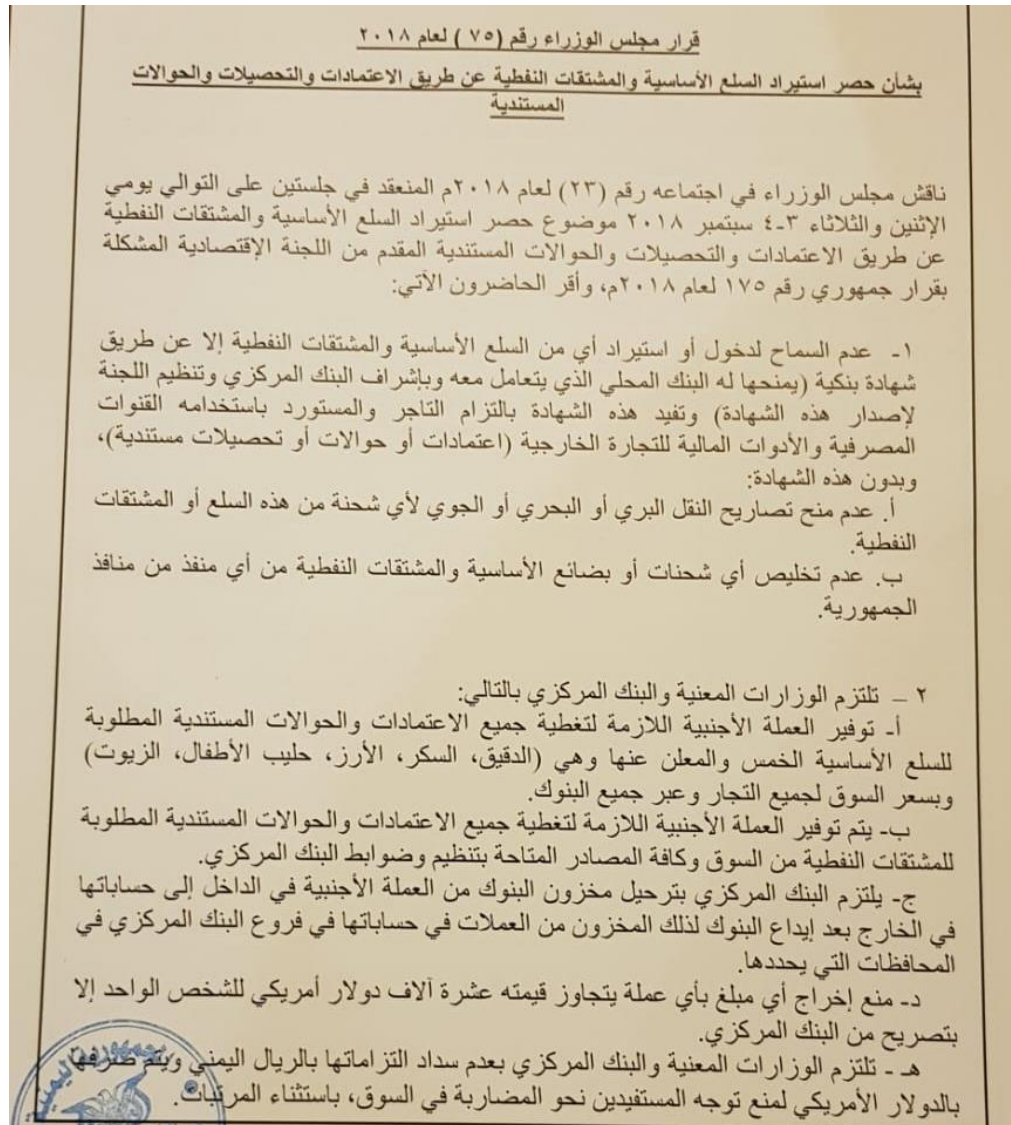 قرار مجلس الوزراء رقم (٧٥ ) لعام ٢٠١٨
بشأن حصر استيراد السلع الأساسية والمشتقات النفطية عن طريق الاعتمادات والتحصيلات والحوالات
المستندية
ناقش مجلس الوزراء في اجتماعه رقم (٢٣) لعام ٢٠١٨م المنعقد في جلستين على التوالي يومي
الإثنين والثلاثاء ٣-٤ سبتمبر ٢٠١٨ موضوع حصر استيراد السلع الأساسية والمشتقات النفطية
عن طريق الاعتمادات والتحصيلات والحوالات المستندية المقدم من اللجنة الإقتصادية المشكلة
بقرار جمهوري رقم ١٧٥ لعام ٢٠١٨م، وأقر الحاضرون الآتي:
١- عدم السماح لدخول أو استيراد أي من السلع الأساسية والمشتقات النفطية إلا عن طريق
شهادة بنكية (يمنحها له البنك المحلي الذي يتعامل معه وبإشراف البنك المركزي وتنظيم اللجنة
لإصدار هذه الشهادة) وتفيد هذه الشهادة بالتزام التاجر والمستورد باستخدامه القنوات
المصرفية والأدوات المالية للتجارة الخارجية (اعتمادات أو حوالات أو تحصيلات مستندية)،
وبدون هذه الشهادة:
أ. عدم منح تصاريح النقل البري أو البحري أو الجوي لأي شحنة من هذه السلع أو المشتقات
النفطية.
ب. عدم تخليص أي شحنات أو بضائع الأساسية والمشتقات النفطية من أي منفذ من منافذ
الجمهورية.
٢ – تلتزم الوزارات المعنية والبنك المركزي بالتالي:
أ- توفير العملة الأجنبية اللازمة لتغطية جميع الاعتمادات والحوالات المستندية المطلوبة
للسلع الأساسية الخمس والمعلن عنها وهي (الدقيق، السكر، الأرز، حليب الأطفال، الزيوت)
وبسعر السوق لجميع التجار وعبر جميع البنوك.
ب- يتم توفير العملة الأجنبية اللازمة لتغطية جميع الاعتمادات والحوالات المستندية المطلوبة
للمشتقات النفطية من السوق وكافة المصادر المتاحة بتنظيم وضوابط البنك المركزي.
ج- يلتزم البنك المركزي بترحيل مخزون البنوك من العملة الأجنبية في الداخل إلى حساباتها
في الخارج بعد إيداع البنوك لذلك المخزون من العملات في حساباتها في فروع البنك المركزي في
المحافظات التي يحددها.
د- منع إخراج أي مبلغ بأي عملة يتجاوز قيمته عشرة آلاف دولار أمريكي للشخص الواحد إلا
بتصريح من البنك المركزي.
هـ - تلتزم الوزارات المعنية والبنك المركزي بعدم سداد التزاماتها بالريال اليمني ويتم صرفها
بالدولار الأمريكي لمنع توجه المستفيدين نحو المضاربة في السوق، باستثناء المرتبات.